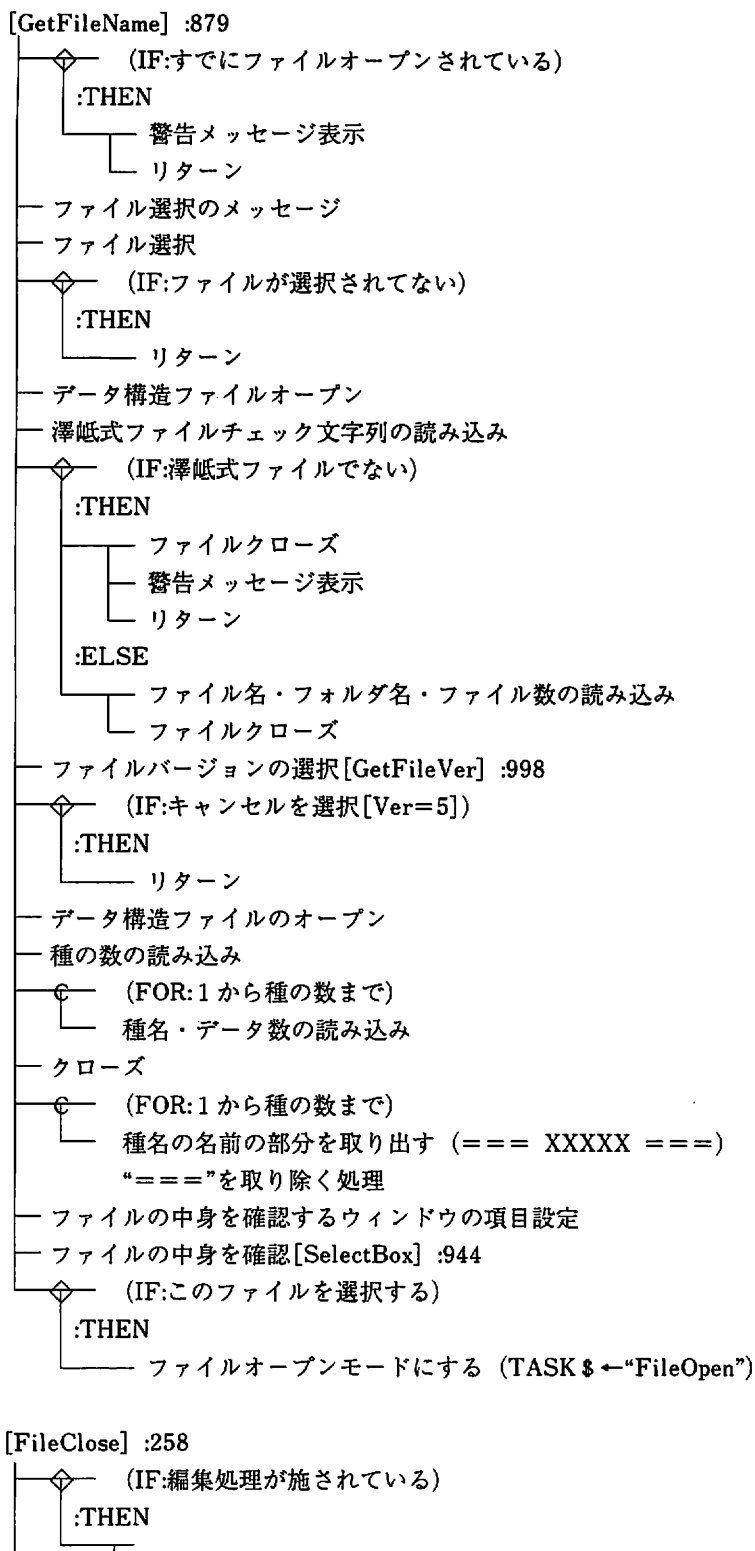 [GetFileName] :879
(IF:すでにファイルオープンされている)
:THEN
警告メッセージ表示
リターン
ファイル選択のメッセージ
ファイル選択
(IF:ファイルが選択されてない)
:THEN
リターン
データ構造ファイルオープン
澤岻式ファイルチェック文字列の読み込み
(IF:澤岻式ファイルでない)
:THEN
ファイルクローズ
警告メッセージ表示
リターン
:ELSE
ファイル名・フォルダ名・ファイル数の読み込み
ファイルクローズ
ファイルバージョンの選択[GetFileVer] :998
(IF:キャンセルを選択[Ver=5])
:THEN
リターン
データ構造ファイルのオープン
種の数の読み込み
C (FOR:1から種の数まで)
種名・データ数の読み込み
クローズ
C (FOR:1から種の数まで)
種名の名前の部分を取り出す (=== XXXXX ===)
“===”を取り除く処理
ファイルの中身を確認するウィンドウの項目設定
ファイルの中身を確認[SelectBox] :944
(IF:このファイルを選択する)
:THEN
ファイルオープンモードにする (TASK$←“FileOpen”)
[FileClose] :258
(IF:編集処理が施されている)
:THEN